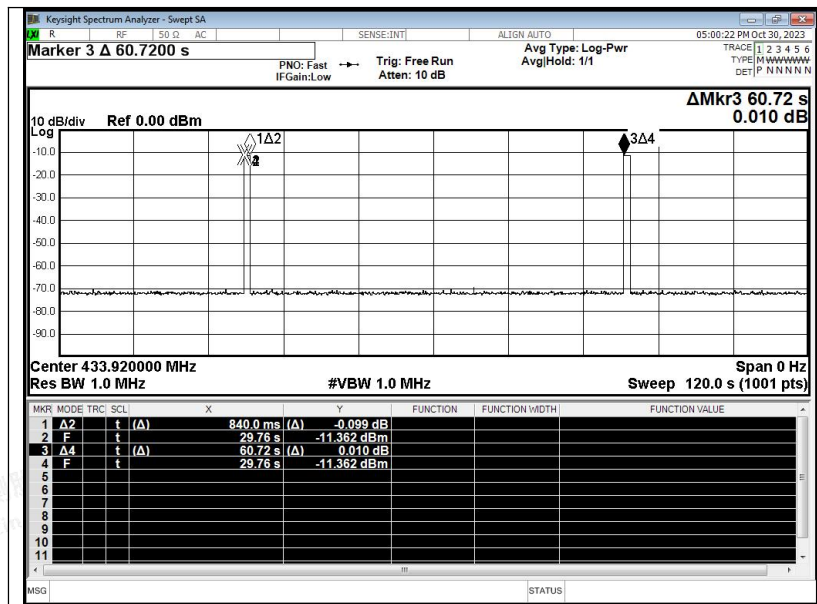 Keysight Spectrum Analyzer - Swept SA
LXI R RF 50 Ω AC SENSE:INT ALIGN AUTO 05:00:22 PM Oct 30, 2023
Marker 3 Δ 60.7200 s
PNO: Fast IFGain:Low
Trig: Free Run
Atten: 10 dB
Avg Type: Log-Pwr
Avg|Hold: 1/1
TRACE 1 2 3 4 5 6
TYPE M WWWWW
DET P N N N N N
ΔMkr3 60.72 s
0.010 dB
10 dB/div Ref 0.00 dBm
Log
1Δ2 3Δ4
-10.0
-20.0
-30.0
-40.0
-50.0
-60.0
-70.0
-80.0
-90.0
Center 433.920000 MHz Span 0 Hz
Res BW 1.0 MHz #VBW 1.0 MHz Sweep 120.0 s (1001 pts)
MKR MODE TRC SCL X Y FUNCTION FUNCTION WIDTH FUNCTION VALUE
1 Δ2 t (Δ) 840.0 ms (Δ) -0.099 dB
2 F t 29.76 s -11.362 dBm
3 Δ4 t (Δ) 60.72 s (Δ) 0.010 dB
4 F t 29.76 s -11.362 dBm
5
6
7
8
9
10
11
MSG STATUS